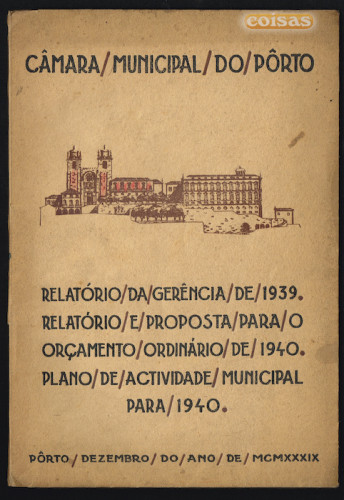 coisas
CÂMARA/MUNICIPAL/DO/PÔRTO
RELATÓRIO/DA/GERÊNCIA/DE/1939.
RELATÓRIO/E/PROPOSTA/PARA/O
ORÇAMENTO/ORDINÁRIO/DE/1940.
PLANO/DE/ACTIVIDADE/MUNICIPAL
PARA/1940.
PÔRTO/DEZEMBRO/DO/ANO/DE/MCMXXXIX